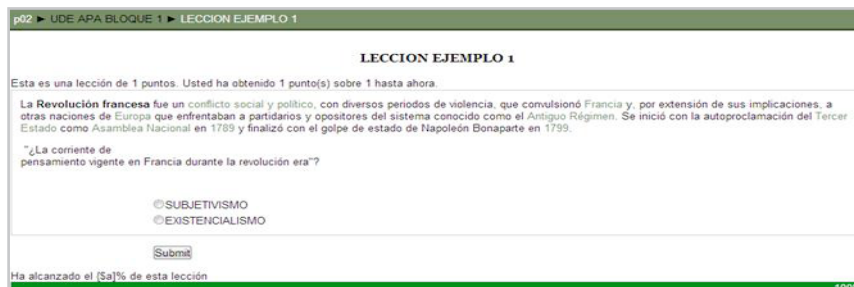 p02 ► UDE APA BLOQUE 1 ► LECCION EJEMPLO 1
LECCION EJEMPLO 1
Esta es una lección de 1 puntos. Usted ha obtenido 1 punto(s) sobre 1 hasta ahora.
La Revolución francesa fue un conflicto social y político, con diversos periodos de violencia, que convulsionó Francia y, por extensión de sus implicaciones, a
otras naciones de Europa que enfrentaban a partidarios y opositores del sistema conocido como el Antiguo Régimen. Se inició con la autoproclamación del Tercer
Estado como Asamblea Nacional en 1789 y finalizó con el golpe de estado de Napoleón Bonaparte en 1799.
"¿La corriente de
pensamiento vigente en Francia durante la revolución era"?
SUBJETIVISMO
EXISTENCIALISMO
Submit
Ha alcanzado el {$a}% de esta lección